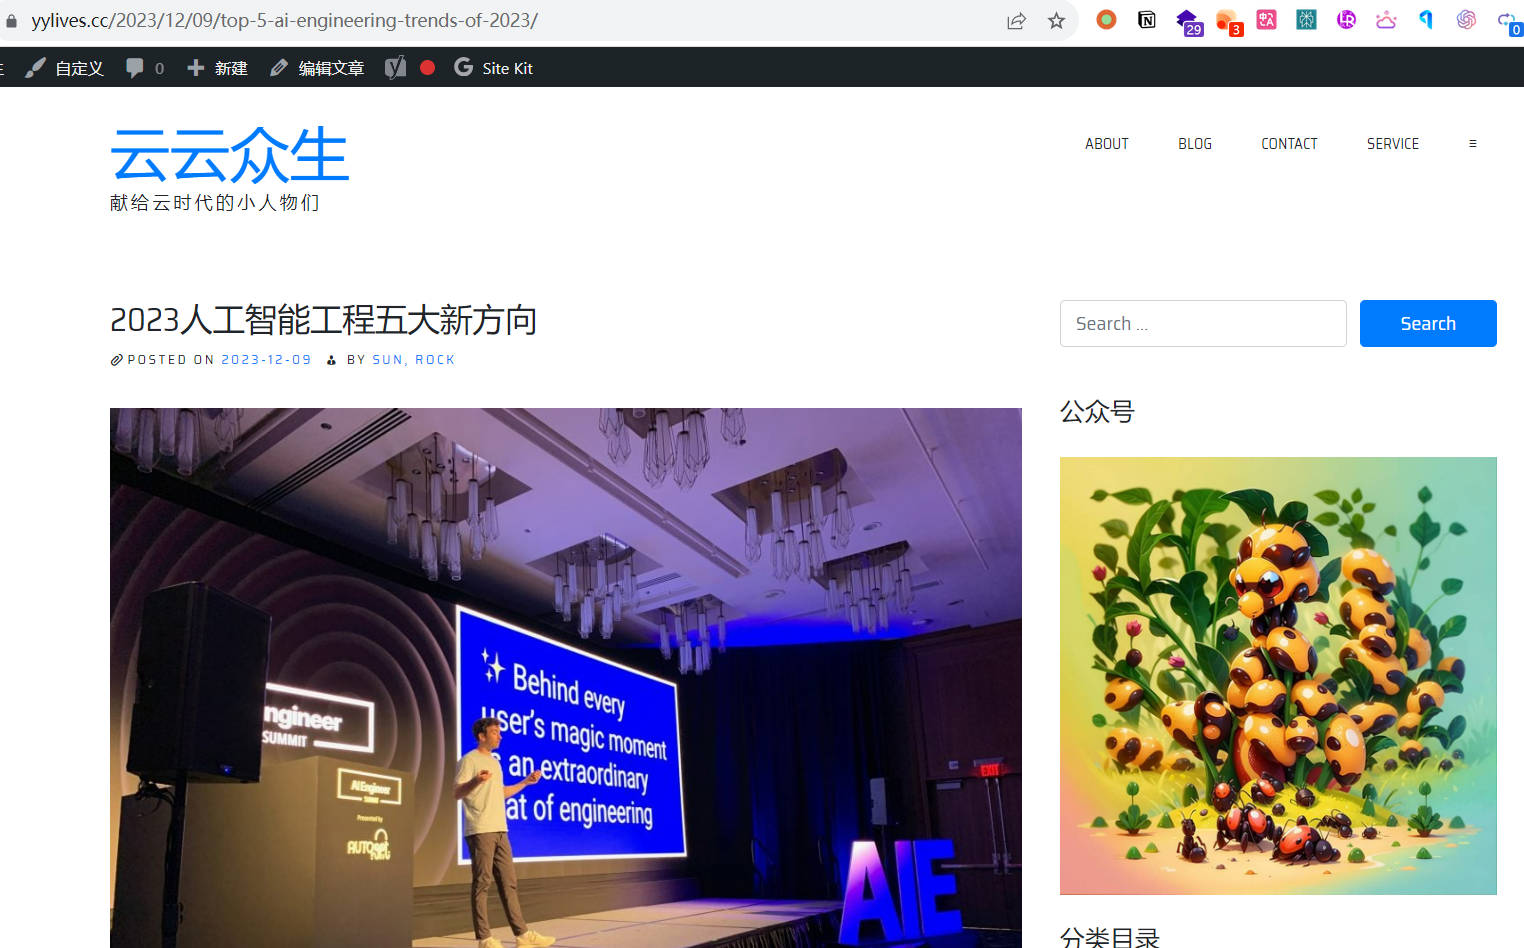 yylives.cc/2023/12/09/top-5-ai-engineering-trends-of-2023/
29
3
0
自定义
0
新建
编辑文章
Site Kit
云云众生
献给云时代的小人物们
ABOUT
BLOG
CONTACT
SERVICE
2023人工智能工程五大新方向
POSTED ON 2023-12-09 BY SUN, ROCK
Search ...
Search
公众号
Behind every
user's magic moment
an extraordinary
at of engineering
ngineer
SUMMIT
AI Engineer
SUMMIT
Presented by
EXIT
AIE
分类目录